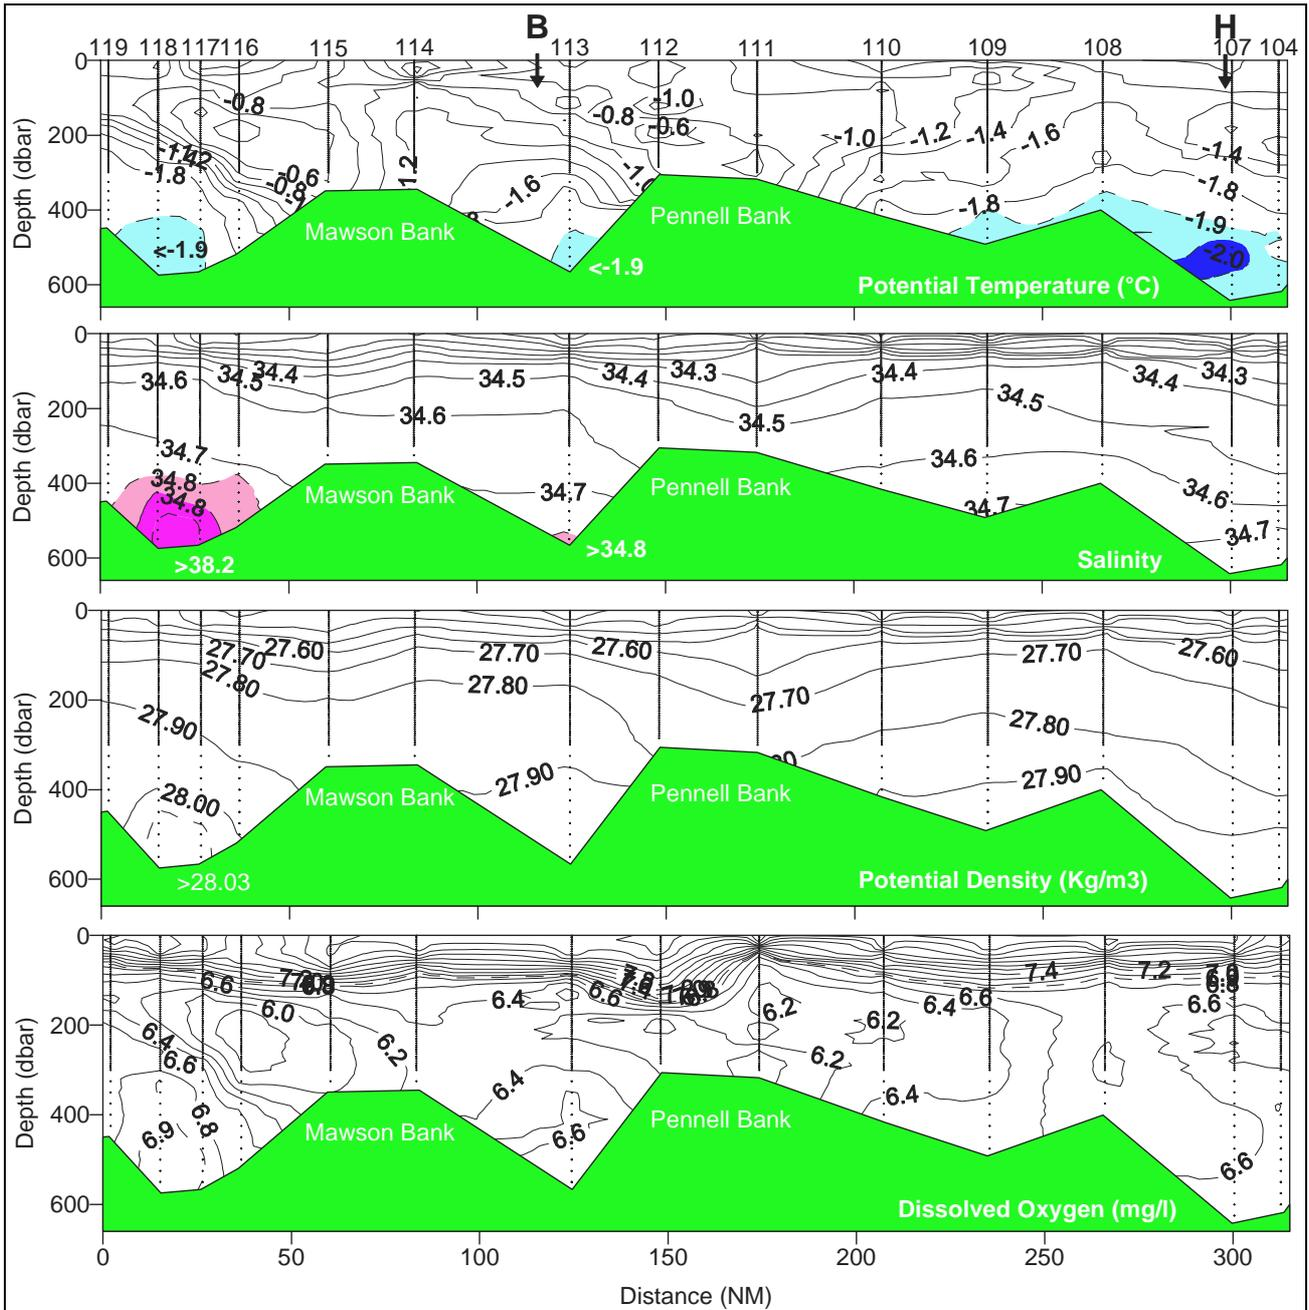 B H
119 118 117 116 115 114 113 112 111 110 109 108 107 104
0
200
400
600
Depth (dbar)
-0.8 -0.8 -1.0 -0.6 -1.0 -1.2 -1.4 -1.6 -1.4
-1.8 -0.6 -0.8 -1.6 -1.8 -1.8 -1.9
<-1.9 -2.0
Mawson Bank
Pennell Bank
<-1.9
Potential Temperature (°C)
0
200
400
600
Depth (dbar)
34.6 34.5 34.4 34.5 34.4 34.3 34.4 34.5 34.4 34.3
34.6 34.5
34.7 34.6 34.6
34.8 34.7 34.7
34.8 34.7
Mawson Bank
Pennell Bank
>38.2
>34.8
Salinity
0
200
400
600
Depth (dbar)
27.70 27.60 27.70 27.60 27.70 27.60
27.80 27.80 27.70
27.90 27.80
28.00 27.90 27.90
Mawson Bank
Pennell Bank
>28.03
Potential Density (Kg/m3)
0
200
400
600
Depth (dbar)
6.6 6.4 6.6 7.4 7.2
6.0 6.2 6.4 6.6 6.6
6.4 6.6 6.2 6.2 6.2
6.4 6.4
6.9 6.8 6.6 6.6
Mawson Bank
Pennell Bank
Dissolved Oxygen (mg/l)
0 50 100 150 200 250 300
Distance (NM)